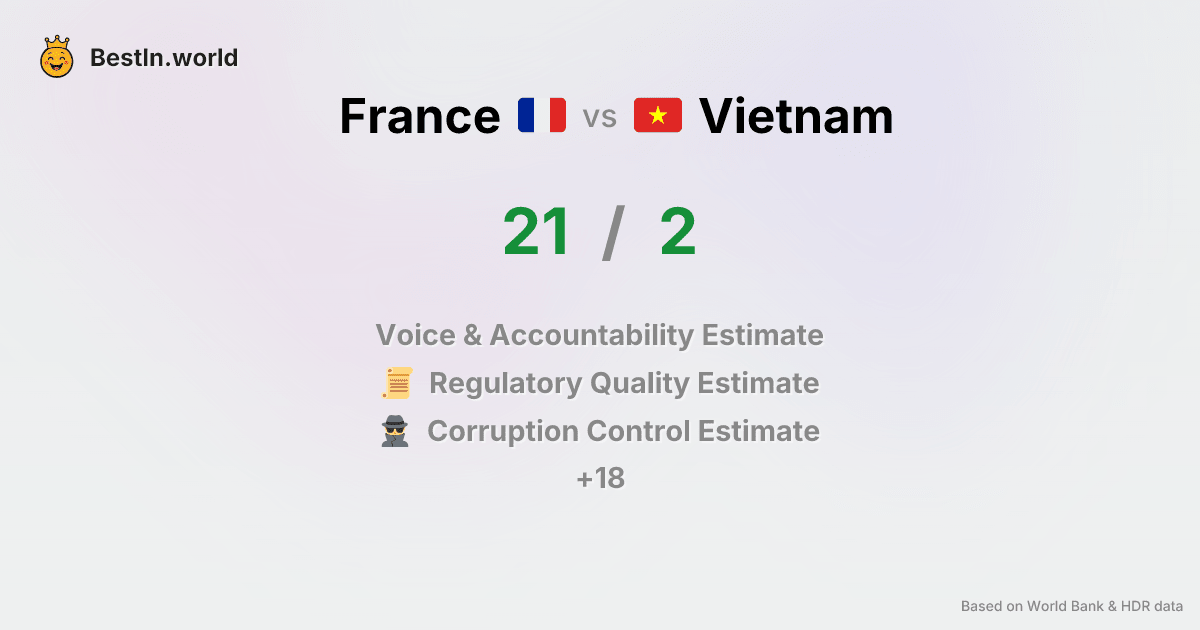 BestIn.world
France vs Vietnam
21 / 2
Voice & Accountability Estimate
Regulatory Quality Estimate
Corruption Control Estimate
+18
Based on World Bank & HDR data